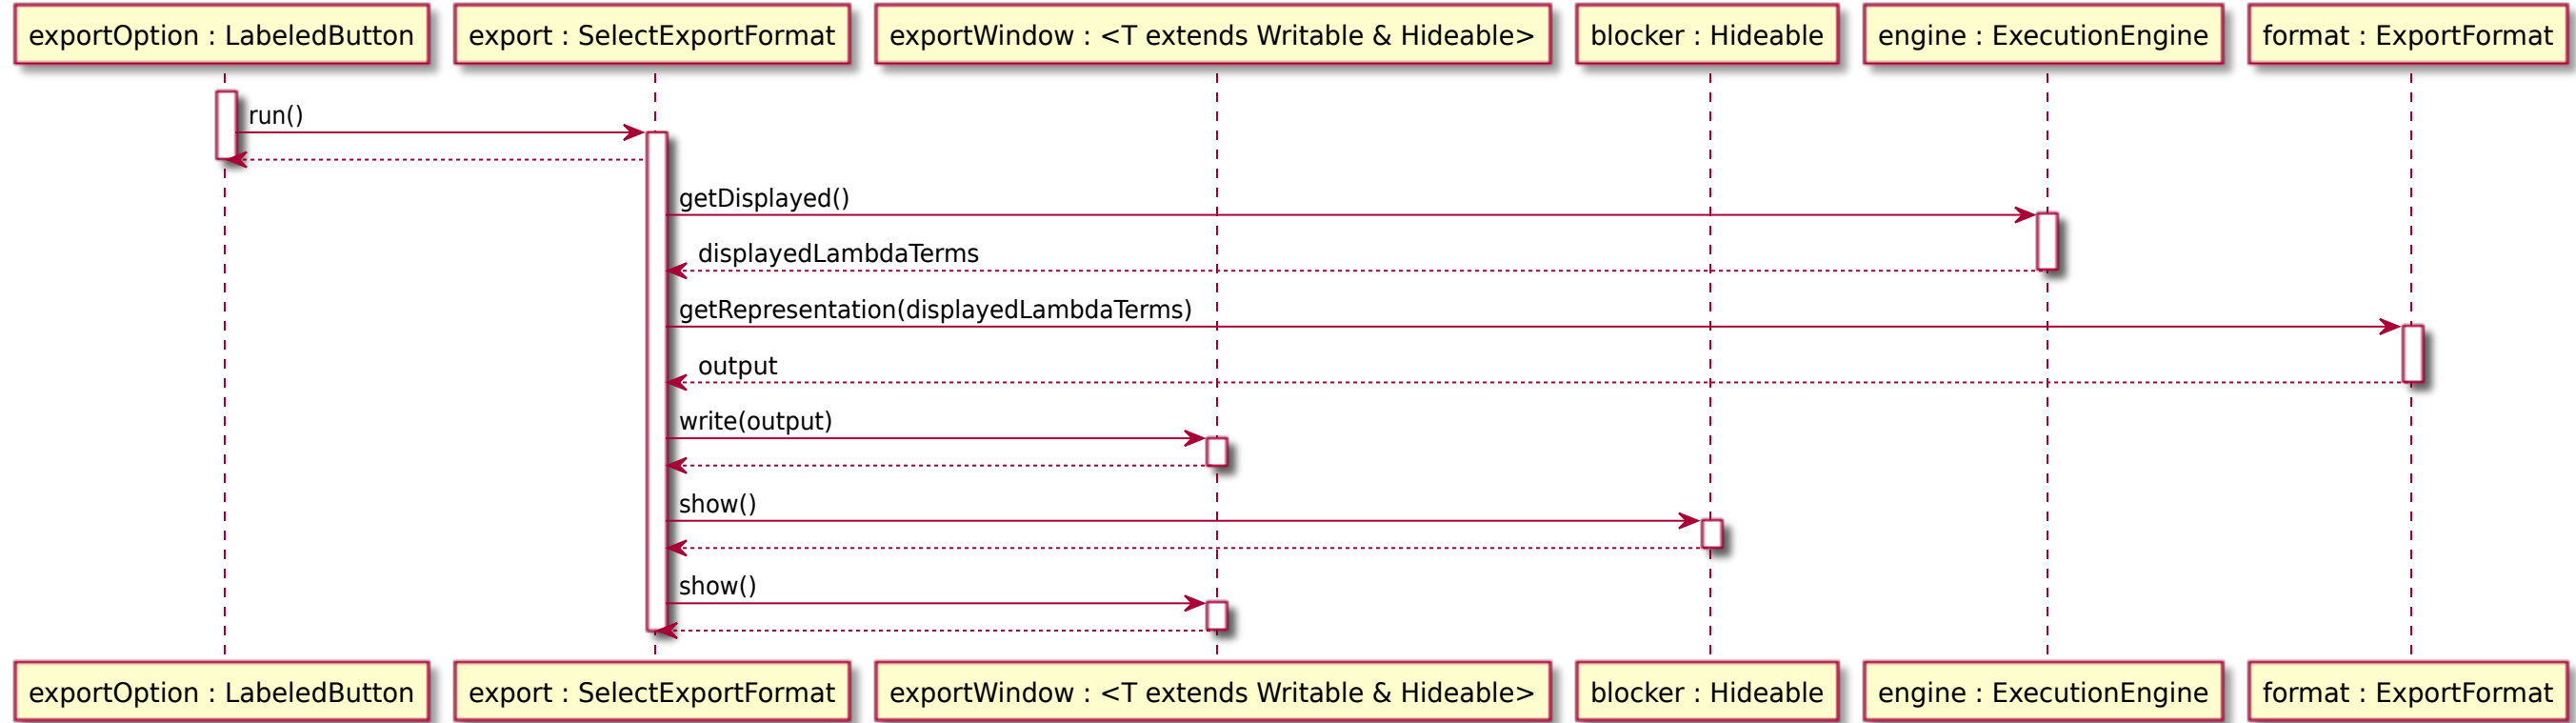 exportOption : LabeledButton
export : SelectExportFormat
exportWindow : <T extends Writable & Hideable>
blocker : Hideable
engine : ExecutionEngine
format : ExportFormat
run()
getDisplayed()
displayedLambdaTerms
getRepresentation(displayedLambdaTerms)
output
write(output)
show()
show()
exportOption : LabeledButton
export : SelectExportFormat
exportWindow : <T extends Writable & Hideable>
blocker : Hideable
engine : ExecutionEngine
format : ExportFormat